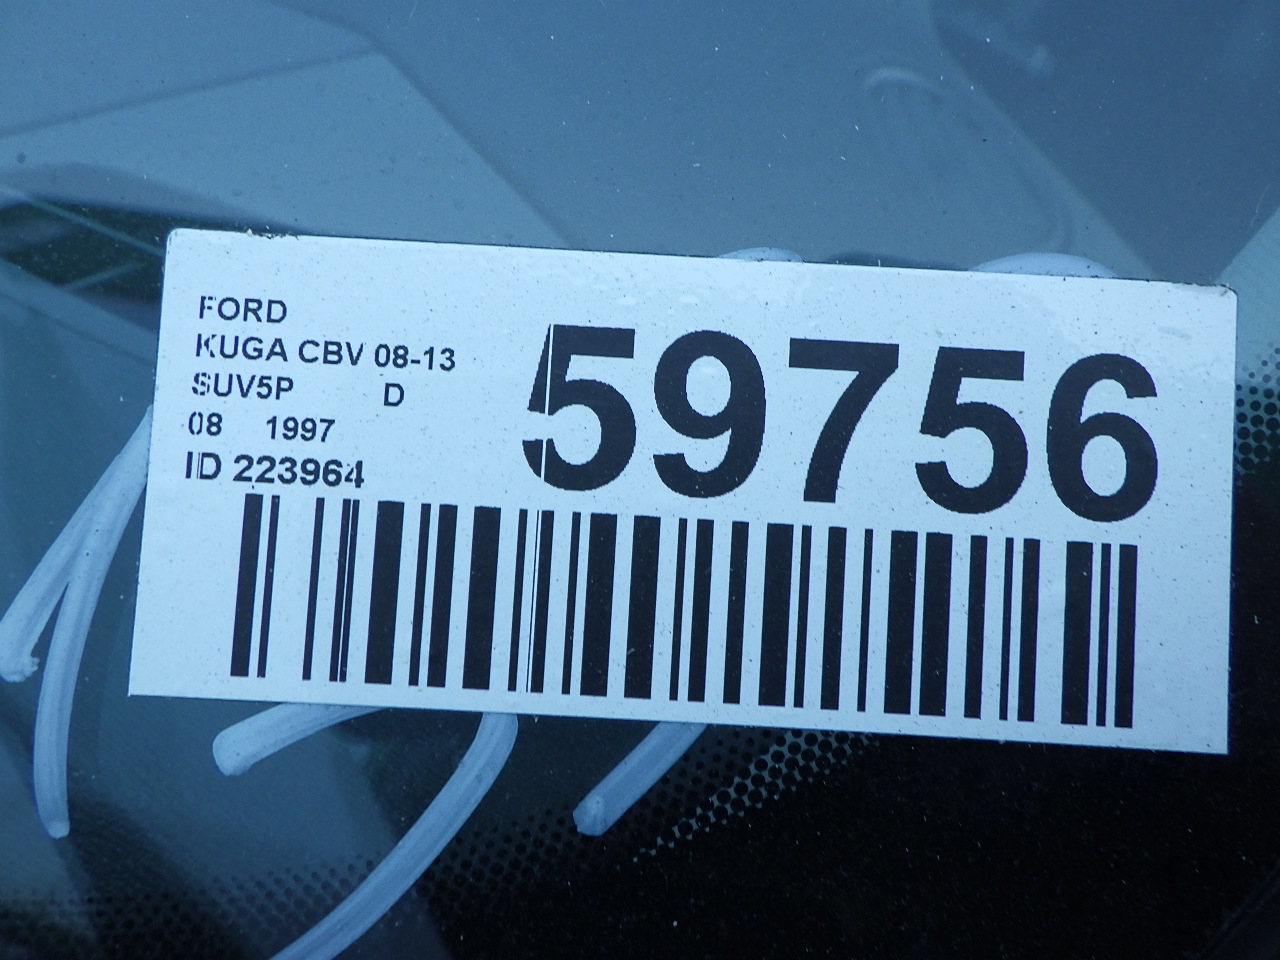 FORD
KUGA CBV 08-13
SUV5P D
08 1997
ID 223964
59756